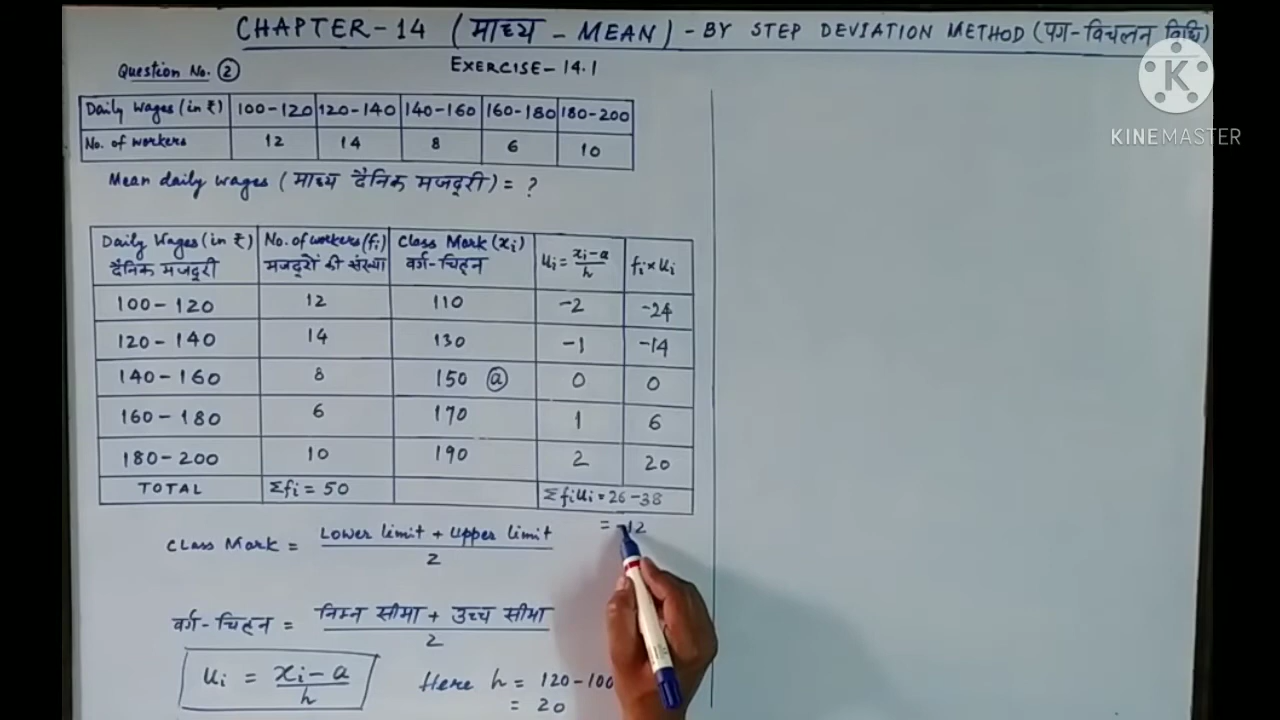 CHAPTER-14 (माध्य - MEAN) - BY STEP DEVIATION METHOD (पग-विचलन विधि)
Question No. ② EXERCISE-14.1
Daily Wages (in ₹) 100-120 120-140 140-160 160-180 180-200
No. of workers 12 14 8 6 10
Mean daily wages (माध्य दैनिक मजदूरी) = ?
Daily Wages (in ₹) No. of workers (fi) Class Mark (xi) ui = xi-a/h fi × ui
दैनिक मजदूरी मजदूरों की संख्या वर्ग-चिह्न
100-120 12 110 -2 -24
120-140 14 130 -1 -14
140-160 8 150 ⓐ 0 0
160-180 6 170 1 6
180-200 10 190 2 20
TOTAL Σfi = 50 Σfiui = 26-38
= -12
Class Mark = Lower limit + Upper limit / 2
वर्ग-चिह्न = निम्न सीमा + उच्च सीमा / 2
ui = xi-a/h Here h = 120-100
= 20
KINEMASTER